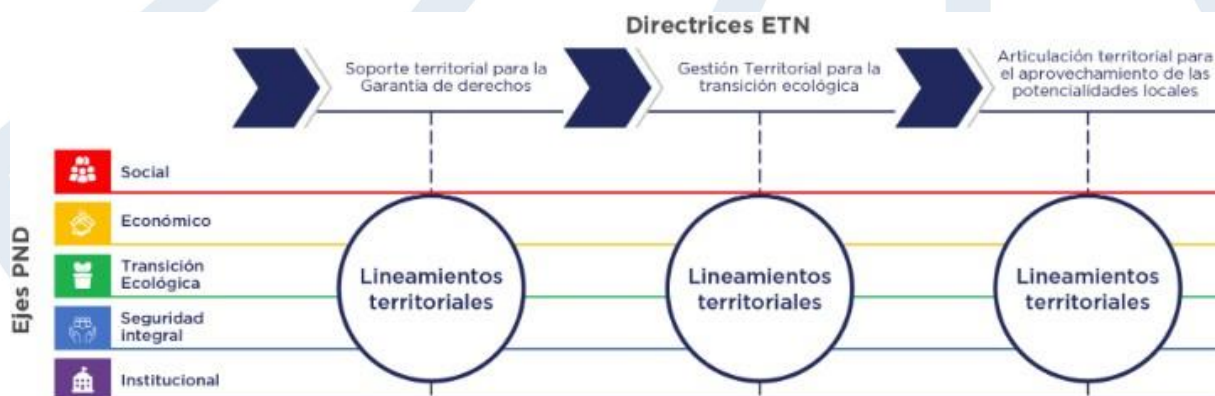 Directrices ETN
Soporte territorial para la
Garantía de derechos
Gestión Territorial para la
transición ecológica
Articulación territorial para
el aprovechamiento de las
potencialidades locales
Ejes PND
Social
Económico
Transición
Ecológica
Seguridad
integral
Institucional
Lineamientos
territoriales
Lineamientos
territoriales
Lineamientos
territoriales